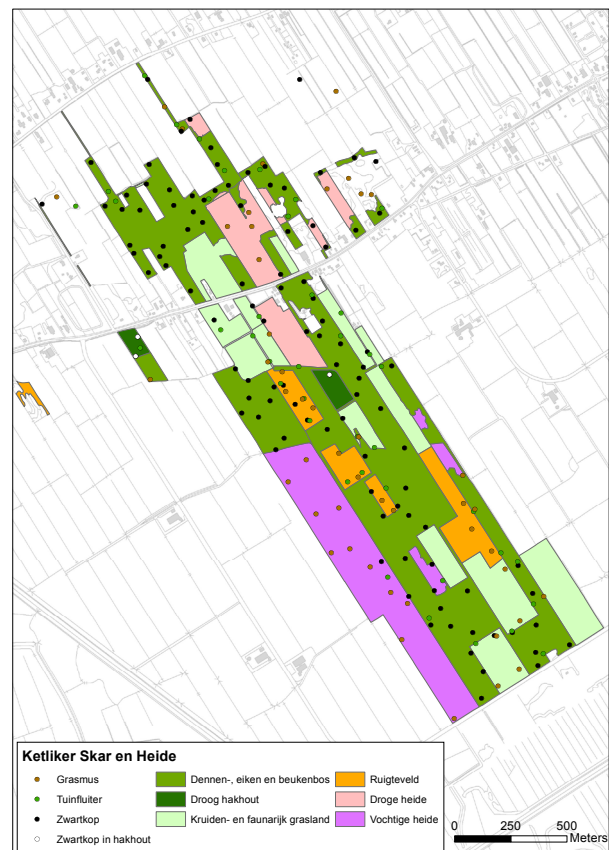 Ketliker Skar en Heide
Grasmus
Tuinfluiter
Zwartkop
Zwartkop in hakhout
Dennen-, eiken en beukenbos
Droog hakhout
Kruiden- en faunarijk grasland
Ruigteveld
Droge heide
Vochtige heide
0 250 500
Meters